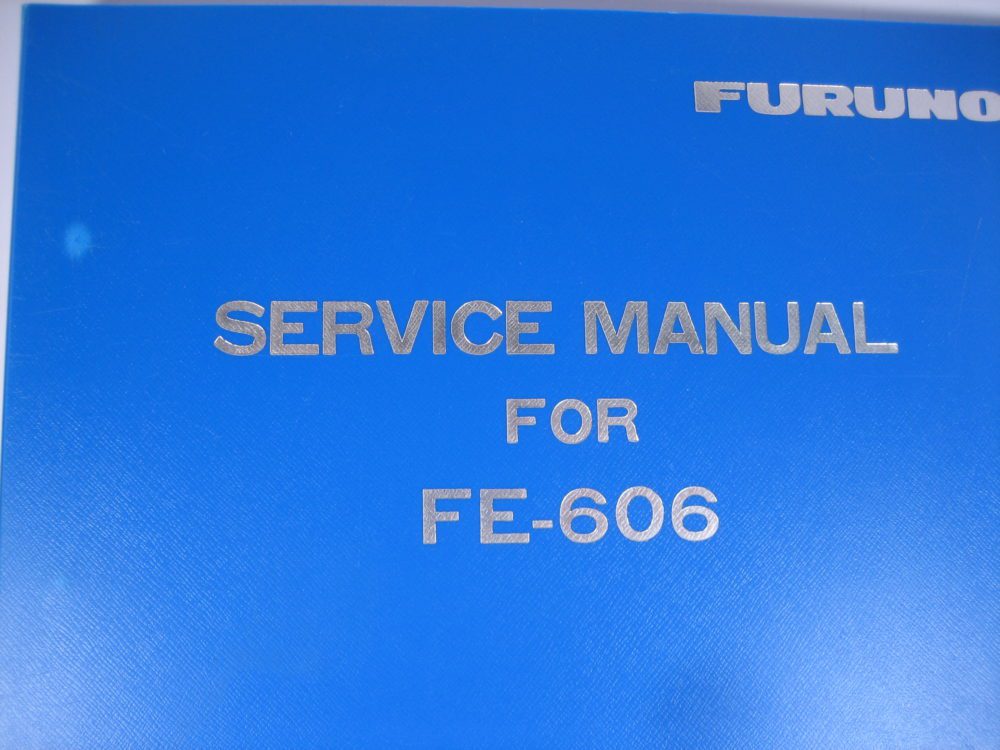 FURUNO
SERVICE MANUAL
FOR
FE-606